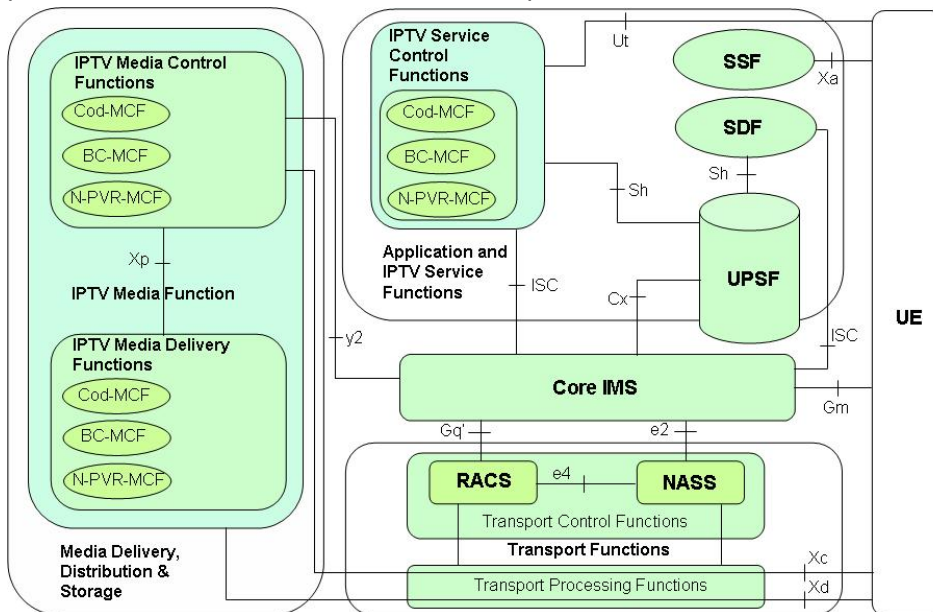 IPTV Media Control
Functions
Cod-MCF
BC-MCF
N-PVR-MCF
Xp
IPTV Media Function
IPTV Media Delivery
Functions
Cod-MCF
BC-MCF
N-PVR-MCF
Media Delivery,
Distribution &
Storage
y2
IPTV Service
Control
Functions
Cod-MCF
BC-MCF
N-PVR-MCF
Application and
IPTV Service
Functions
Ut
SSF
Xa
SDF
Sh
Sh
UPSF
ISC
Cx
ISC
UE
Core IMS
Gm
Gq'
e2
RACS
e4
NASS
Transport Control Functions
Transport Functions
Transport Processing Functions
Xc
Xd